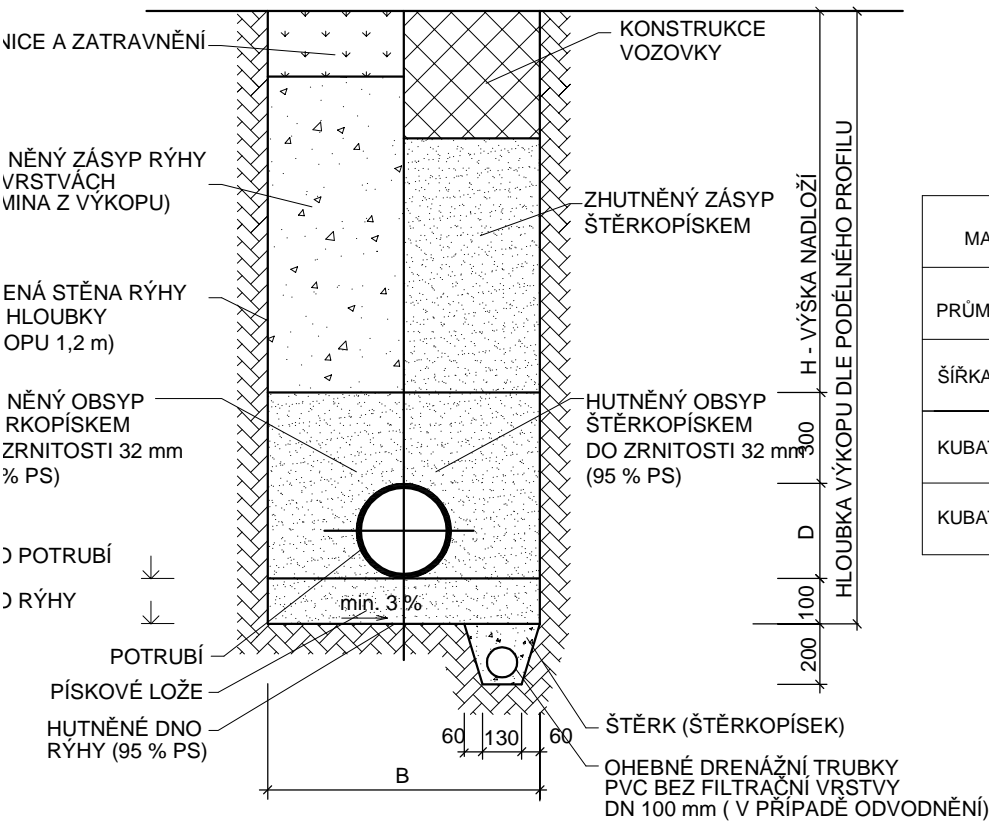 NICE A ZATRAVNĚNÍ
NĚNÝ ZÁSYP RÝHY
VRSTVÁCH
MINA Z VÝKOPU)
ENÁ STĚNA RÝHY
HLOUBKY
OPU 1,2 m)
NĚNÝ OBSYP
ERKOPÍSKEM
ZRNITOSTI 32 mm
% PS)
O POTRUBÍ
O RÝHY
POTRUBÍ
PÍSKOVÉ LOŽE
HUTNĚNÉ DNO
RÝHY (95 % PS)
min. 3 %
B
60
130
60
KONSTRUKCE
VOZOVKY
ZHUTNĚNÝ ZÁSYP
ŠTĚRKOPÍSKEM
HUTNĚNÝ OBSYP
ŠTĚRKOPÍSKEM
DO ZRNITOSTI 32 mm
(95 % PS)
ŠTĚRK (ŠTĚRKOPÍSEK)
OHEBNÉ DRENÁŽNÍ TRUBKY
PVC BEZ FILTRAČNÍ VRSTVY
DN 100 mm ( V PŘÍPADĚ ODVODNĚNÍ)
H - VÝŠKA NADLOŽÍ
300
D
100
200
HLOUBKA VÝKOPU DLE PODÉLNÉHO PROFILU
MA
PRŮM
ŠÍŘKA
KUBAT
KUBAT